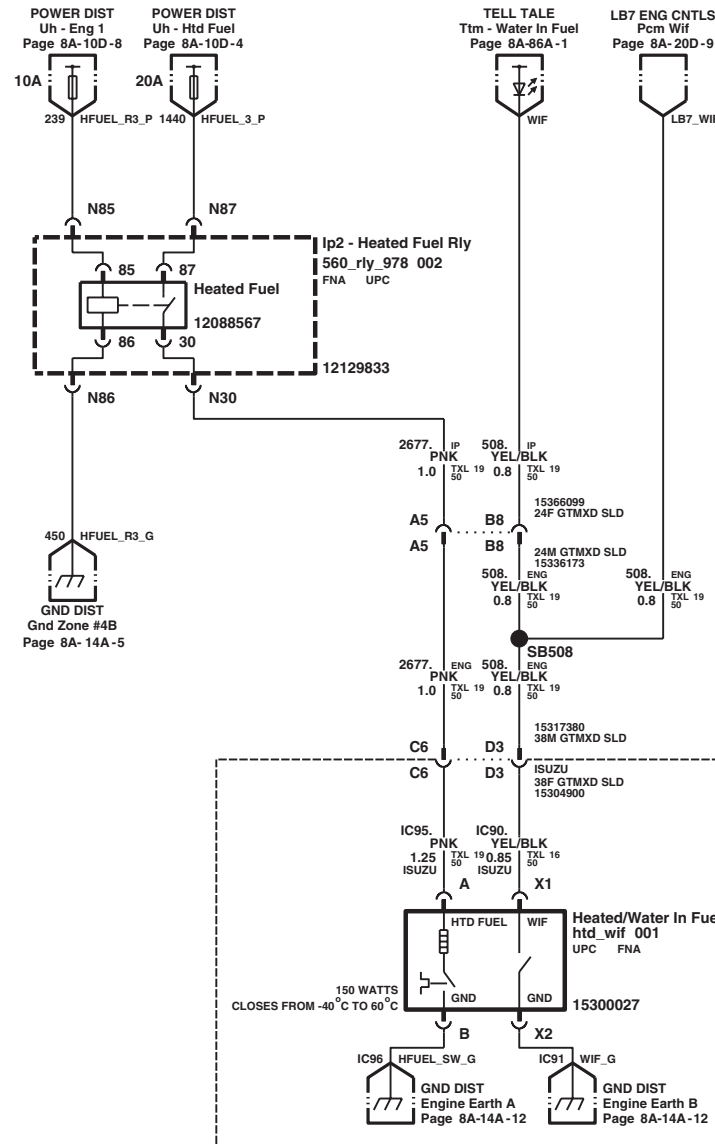 POWER DIST
Uh - Eng 1
Page 8A-10D-8
POWER DIST
Uh - Htd Fuel
Page 8A-10D-4
TELL TALE
Ttm - Water In Fuel
Page 8A-86A-1
LB7 ENG CNTLS
Pcm Wif
Page 8A-20D-9
10A
20A
239 HFUEL_R3_P
1440 HFUEL_3_P
WIF
LB7_WIF
N85
N87
Ip2 - Heated Fuel Rly
560_rly_978 002
FNA UPC
85
87
Heated Fuel
12088567
86
30
12129833
N86
N30
2677. IP
PNK
1.0 TXL 19
50
508. IP
YEL/BLK
0.8 TXL 19
50
15366099
24F GTMXD SLD
A5
B8
A5
B8
24M GTMXD SLD
15336173
450 HFUEL_R3_G
GND DIST
Gnd Zone #4B
Page 8A-14A-5
508. ENG
YEL/BLK
0.8 TXL 19
50
508. ENG
YEL/BLK
0.8 TXL 19
50
SB508
2677. ENG
PNK
1.0 TXL 19
50
508. ENG
YEL/BLK
0.8 TXL 19
50
15317380
38M GTMXD SLD
C6
D3
C6
D3
ISUZU
38F GTMXD SLD
15304900
IC95.
PNK
1.25 TXL 19
50
ISUZU
IC90.
YEL/BLK
0.85 TXL 16
50
ISUZU
A
X1
HTD FUEL
WIF
Heated/Water In Fue
htd_wif 001
UPC FNA
150 WATTS
CLOSES FROM -40°C TO 60°C
GND
GND
15300027
B
X2
IC96 HFUEL_SW_G
IC91 WIF_G
GND DIST
Engine Earth A
Page 8A-14A-12
GND DIST
Engine Earth B
Page 8A-14A-12